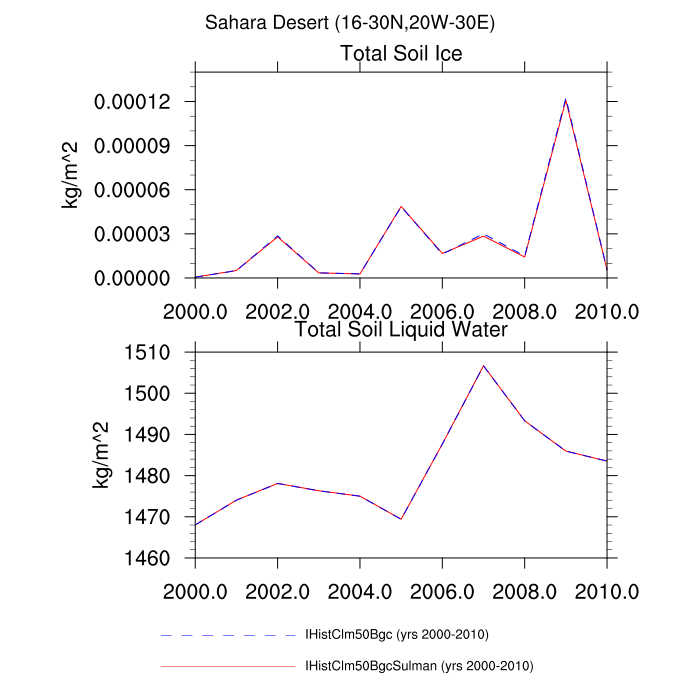 Sahara Desert (16-30N,20W-30E)
Total Soil Ice
0.00012
0.00009
0.00006
0.00003
0.00000
kg/m^2
2000.0 2002.0 2004.0 2006.0 2008.0 2010.0
Total Soil Liquid Water
1510
1500
1490
1480
1470
1460
kg/m^2
2000.0 2002.0 2004.0 2006.0 2008.0 2010.0
IHistClm50Bgc (yrs 2000-2010)
IHistClm50BgcSulman (yrs 2000-2010)